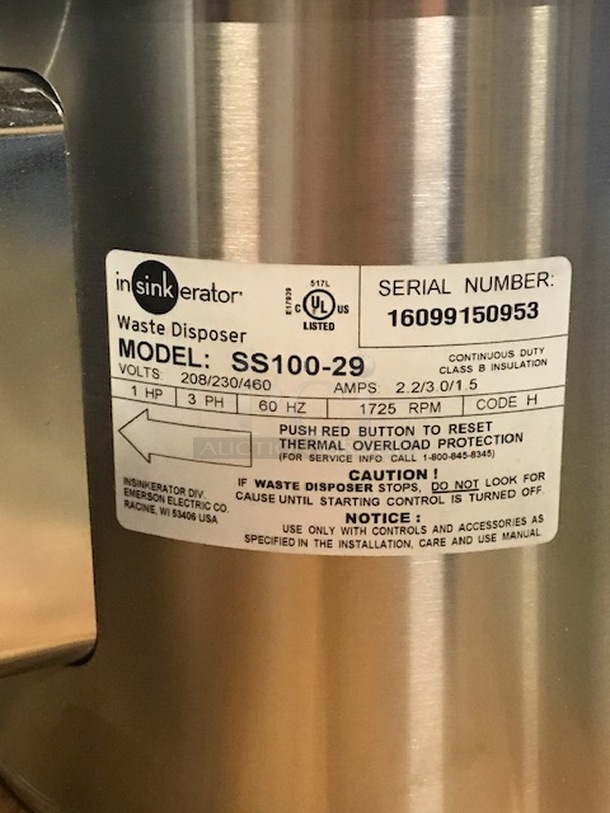 insinkerator
Waste Disposer
E17939
517L
C UL US
LISTED
SERIAL NUMBER:
16099150953
MODEL: SS100-29
CONTINUOUS DUTY
CLASS B INSULATION
VOLTS: 208/230/460 AMPS: 2.2/3.0/1.5
1 HP 3 PH 60 HZ 1725 RPM CODE H
PUSH RED BUTTON TO RESET
THERMAL OVERLOAD PROTECTION
(FOR SERVICE INFO. CALL 1-800-845-8345)
CAUTION !
IF WASTE DISPOSER STOPS, DO NOT LOOK FOR
CAUSE UNTIL STARTING CONTROL IS TURNED OFF.
INSINKERATOR DIV.
EMERSON ELECTRIC CO.
RACINE, WI 53406 USA
NOTICE :
USE ONLY WITH CONTROLS AND ACCESSORIES AS
SPECIFIED IN THE INSTALLATION, CARE AND USE MANUAL.